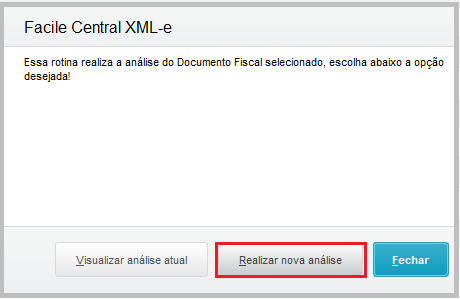 Facile Central XML-e
Essa rotina realiza a análise do Documento Fiscal selecionado, escolha abaixo a opção
desejada!
Visualizar análise atual
Realizar nova análise
Fechar